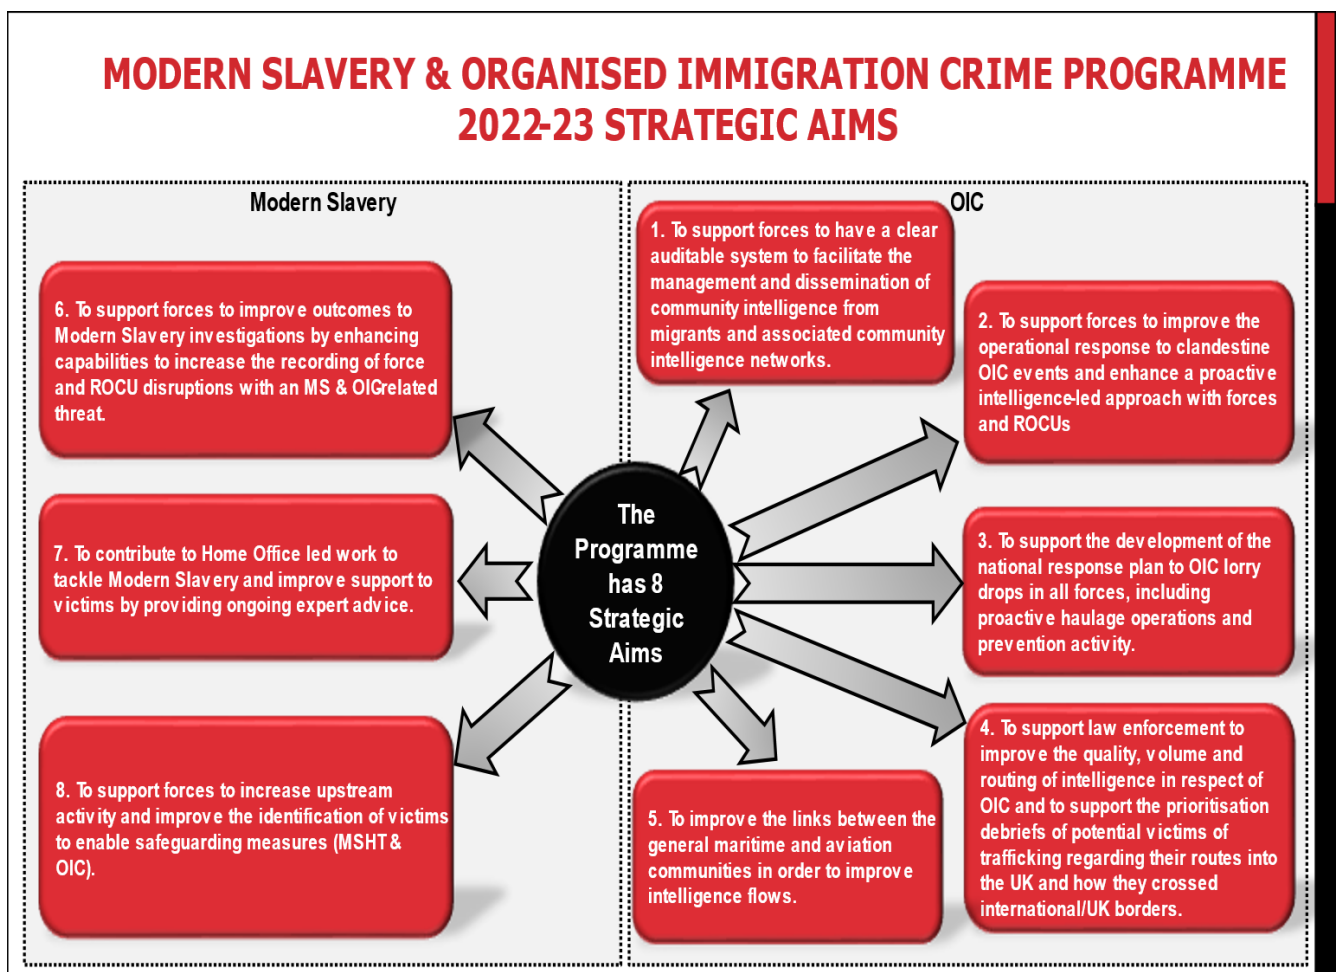 MODERN SLAVERY & ORGANISED IMMIGRATION CRIME PROGRAMME
2022-23 STRATEGIC AIMS
Modern Slavery
6. To support forces to improve outcomes to
Modern Slavery investigations by enhancing
capabilities to increase the recording of force
and ROCU disruptions with an MS & OICrelated
threat.
7. To contribute to Home Office led work to
tackle Modern Slavery and improve support to
victims by providing ongoing expert advice.
8. To support forces to increase upstream
activity and improve the identification of victims
to enable safeguarding measures (MSHT &
OIC).
The
Programme
has 8
Strategic
Aims
OIC
1. To support forces to have a clear
auditable system to facilitate the
management and dissemination of
community intelligence from
migrants and associated community
intelligence networks.
2. To support forces to improve the
operational response to clandestine
OIC events and enhance a proactive
intelligence-led approach with forces
and ROCUs
3. To support the development of the
national response plan to OIC lorry
drops in all forces, including
proactive haulage operations and
prevention activity.
4. To support law enforcement to
improve the quality, volume and
routing of intelligence in respect of
OIC and to support the prioritisation
debriefs of potential victims of
trafficking regarding their routes into
the UK and how they crossed
international/UK borders.
5. To improve the links between the
general maritime and aviation
communities in order to improve
intelligence flows.